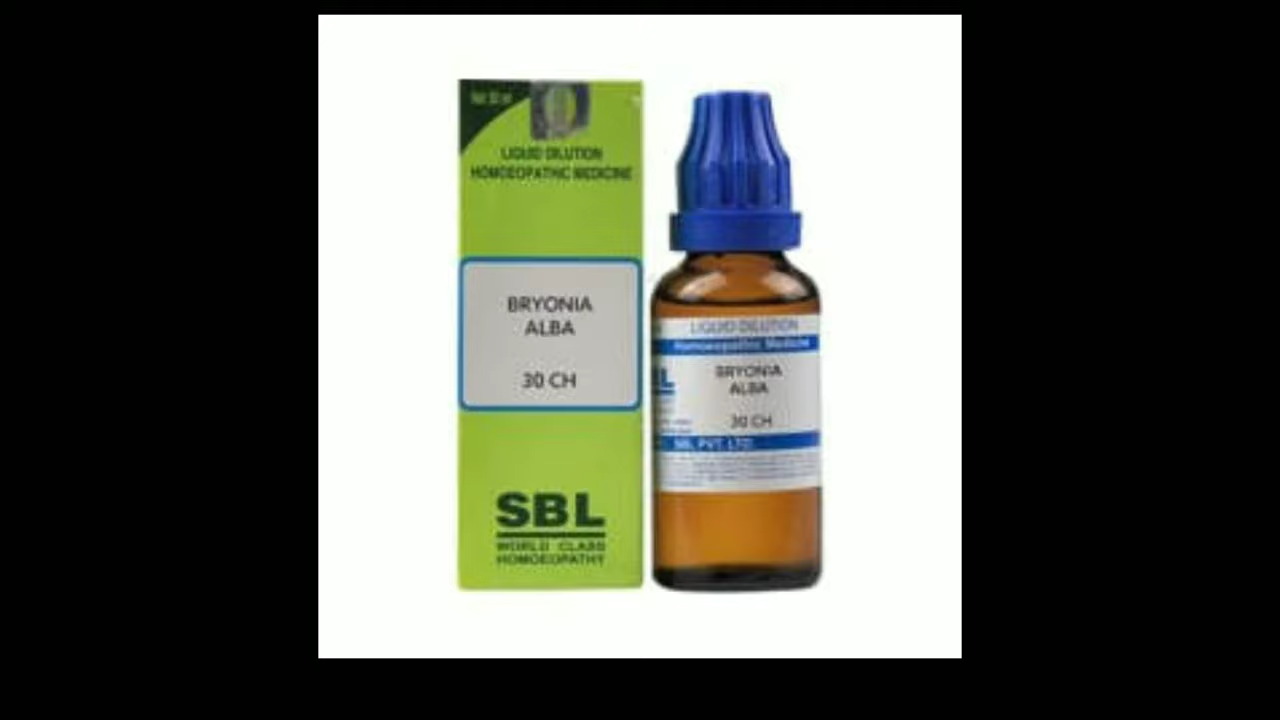 LIQUID DILUTION
HOMOEOPATHIC MEDICINE
BRYONIA
ALBA
30 CH
SBL
WORLD CLASS
HOMOEOPATHY
LIQUID DILUTION
Homoeopathic Medicine
BRYONIA
ALBA
30 CH
SBL PVT. LTD.